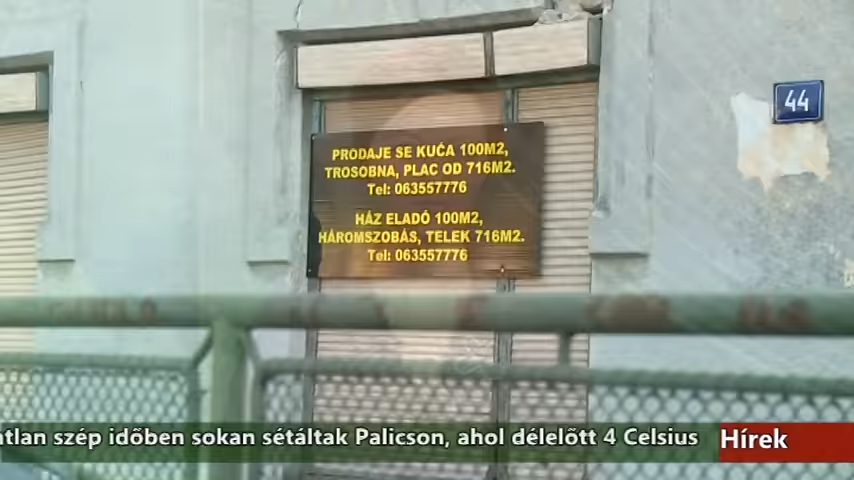 44
PRODAJE SE KUĆA 100M2,
TROSOBNA, PLAC OD 716M2.
Tel: 063557776
HÁZ ELADÓ 100M2,
HÁROMSZOBÁS, TELEK 716M2.
Tel: 063557776
atlan szép időben sokan sétáltak Palicson, ahol délelőtt 4 Celsius
Hírek